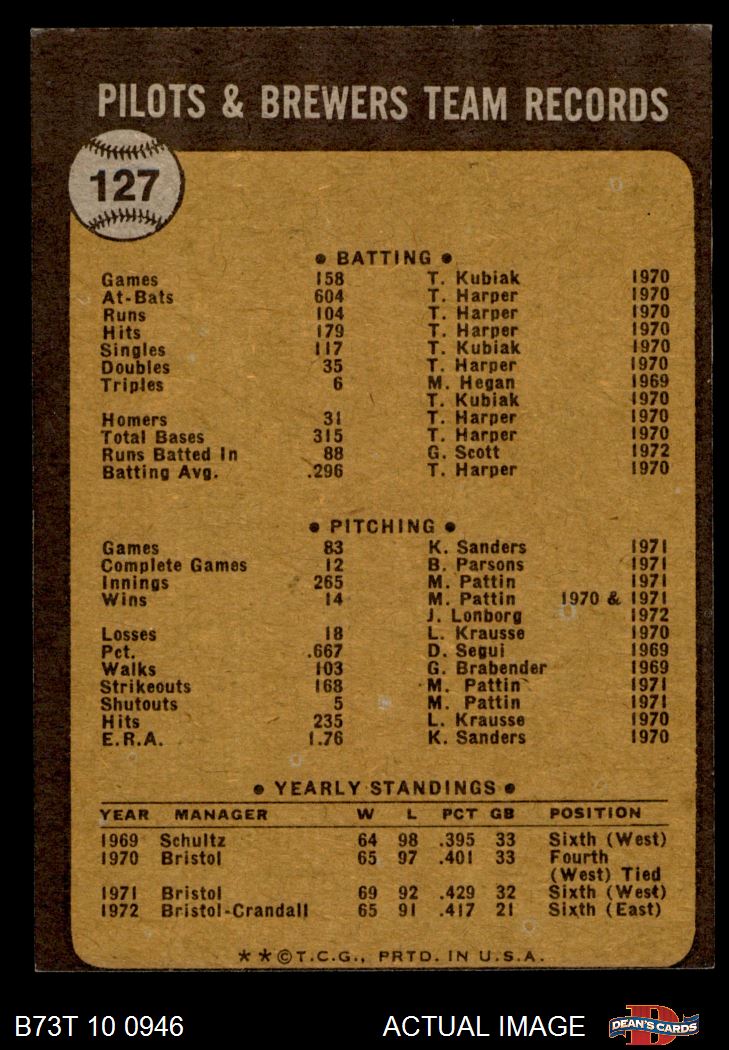 PILOTS & BREWERS TEAM RECORDS
127
• BATTING •
Games 158 T. Kubiak 1970
At-Bats 604 T. Harper 1970
Runs 104 T. Harper 1970
Hits 179 T. Harper 1970
Singles 117 T. Kubiak 1970
Doubles 35 T. Harper 1970
Triples 6 M. Hegan 1969
T. Kubiak 1970
Homers 31 T. Harper 1970
Total Bases 315 T. Harper 1970
Runs Batted In 88 G. Scott 1972
Batting Avg. .296 T. Harper 1970
• PITCHING •
Games 83 K. Sanders 1971
Complete Games 12 B. Parsons 1971
Innings 265 M. Pattin 1971
Wins 14 M. Pattin 1970 & 1971
J. Lonborg 1972
Losses 18 L. Krausse 1970
Pct. .667 D. Segui 1969
Walks 103 G. Brabender 1969
Strikeouts 168 M. Pattin 1971
Shutouts 5 M. Pattin 1971
Hits 235 L. Krausse 1970
E.R.A. 1.76 K. Sanders 1970
• YEARLY STANDINGS •
YEAR MANAGER W L PCT GB POSITION
1969 Schultz 64 98 .395 33 Sixth (West)
1970 Bristol 65 97 .401 33 Fourth
(West) Tied
1971 Bristol 69 92 .429 32 Sixth (West)
1972 Bristol-Crandall 65 91 .417 21 Sixth (East)
**©T.C.G., PRTD. IN U.S.A.
B73T 10 0946 ACTUAL IMAGE DEAN'S CARDS